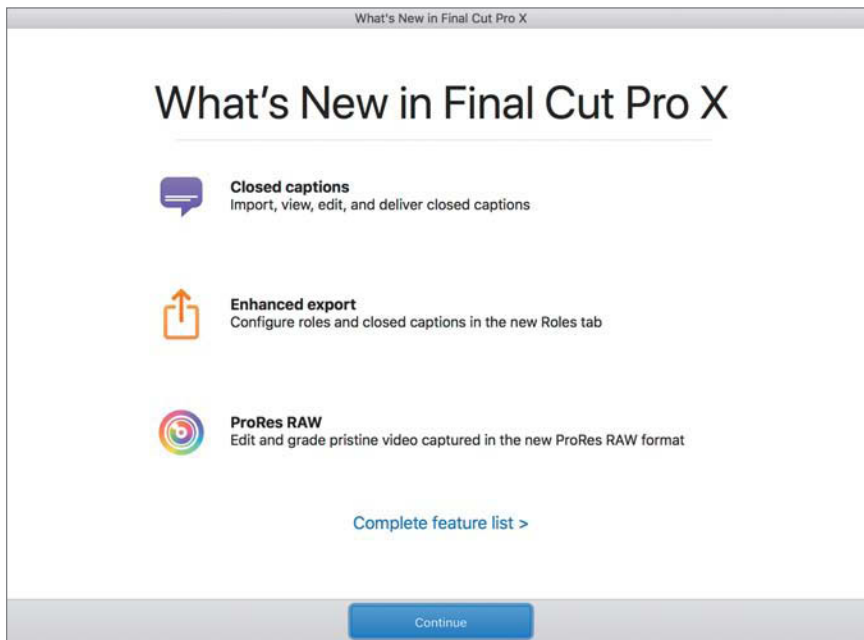 What's New in Final Cut Pro X
What's New in Final Cut Pro X
Closed captions
Import, view, edit, and deliver closed captions
Enhanced export
Configure roles and closed captions in the new Roles tab
ProRes RAW
Edit and grade pristine video captured in the new ProRes RAW format
Complete feature list >
Continue